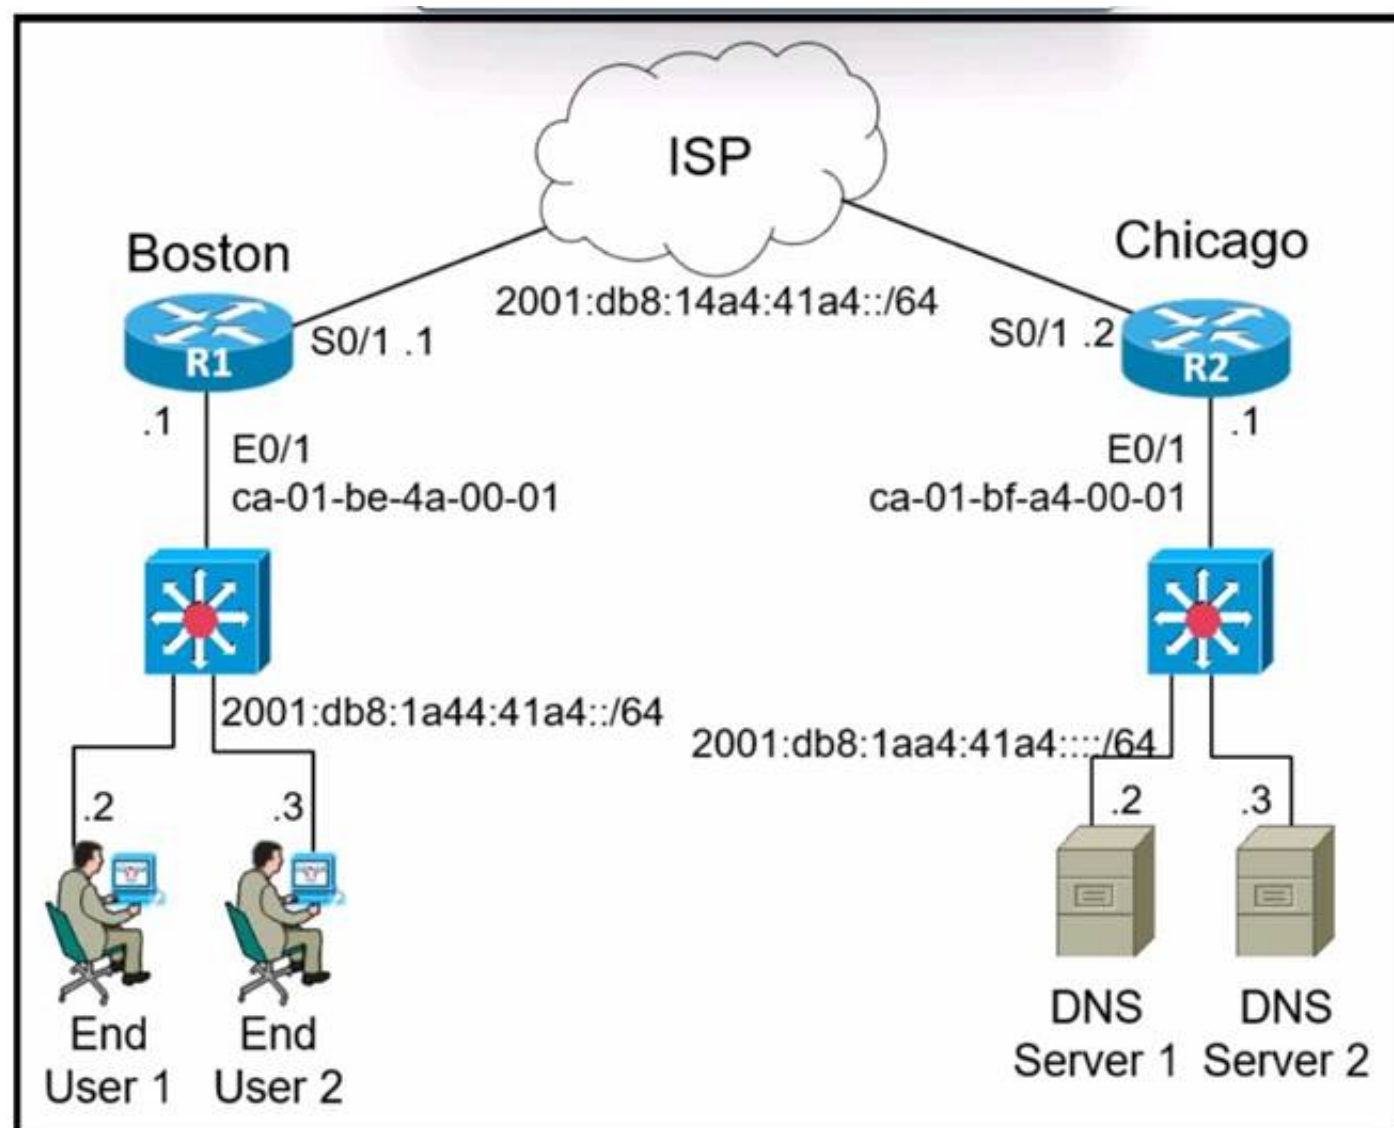 ISP
Boston
Chicago
2001:db8:14a4:41a4::/64
S0/1 .1
S0/1 .2
R1
R2
.1
.1
E0/1
ca-01-be-4a-00-01
E0/1
ca-01-bf-a4-00-01
2001:db8:1a44:41a4::/64
2001:db8:1aa4:41a4::::/64
.2
.3
.2
.3
End
User 1
End
User 2
DNS
Server 1
DNS
Server 2